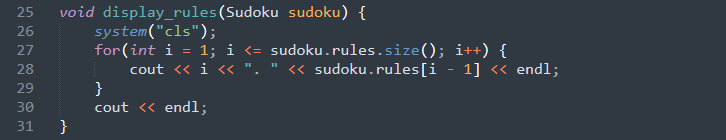 25 void display_rules(Sudoku sudoku) {
26     system("cls");
27     for(int i = 1; i <= sudoku.rules.size(); i++) {
28         cout << i << ". " << sudoku.rules[i - 1] << endl;
29     }
30     cout << endl;
31 }